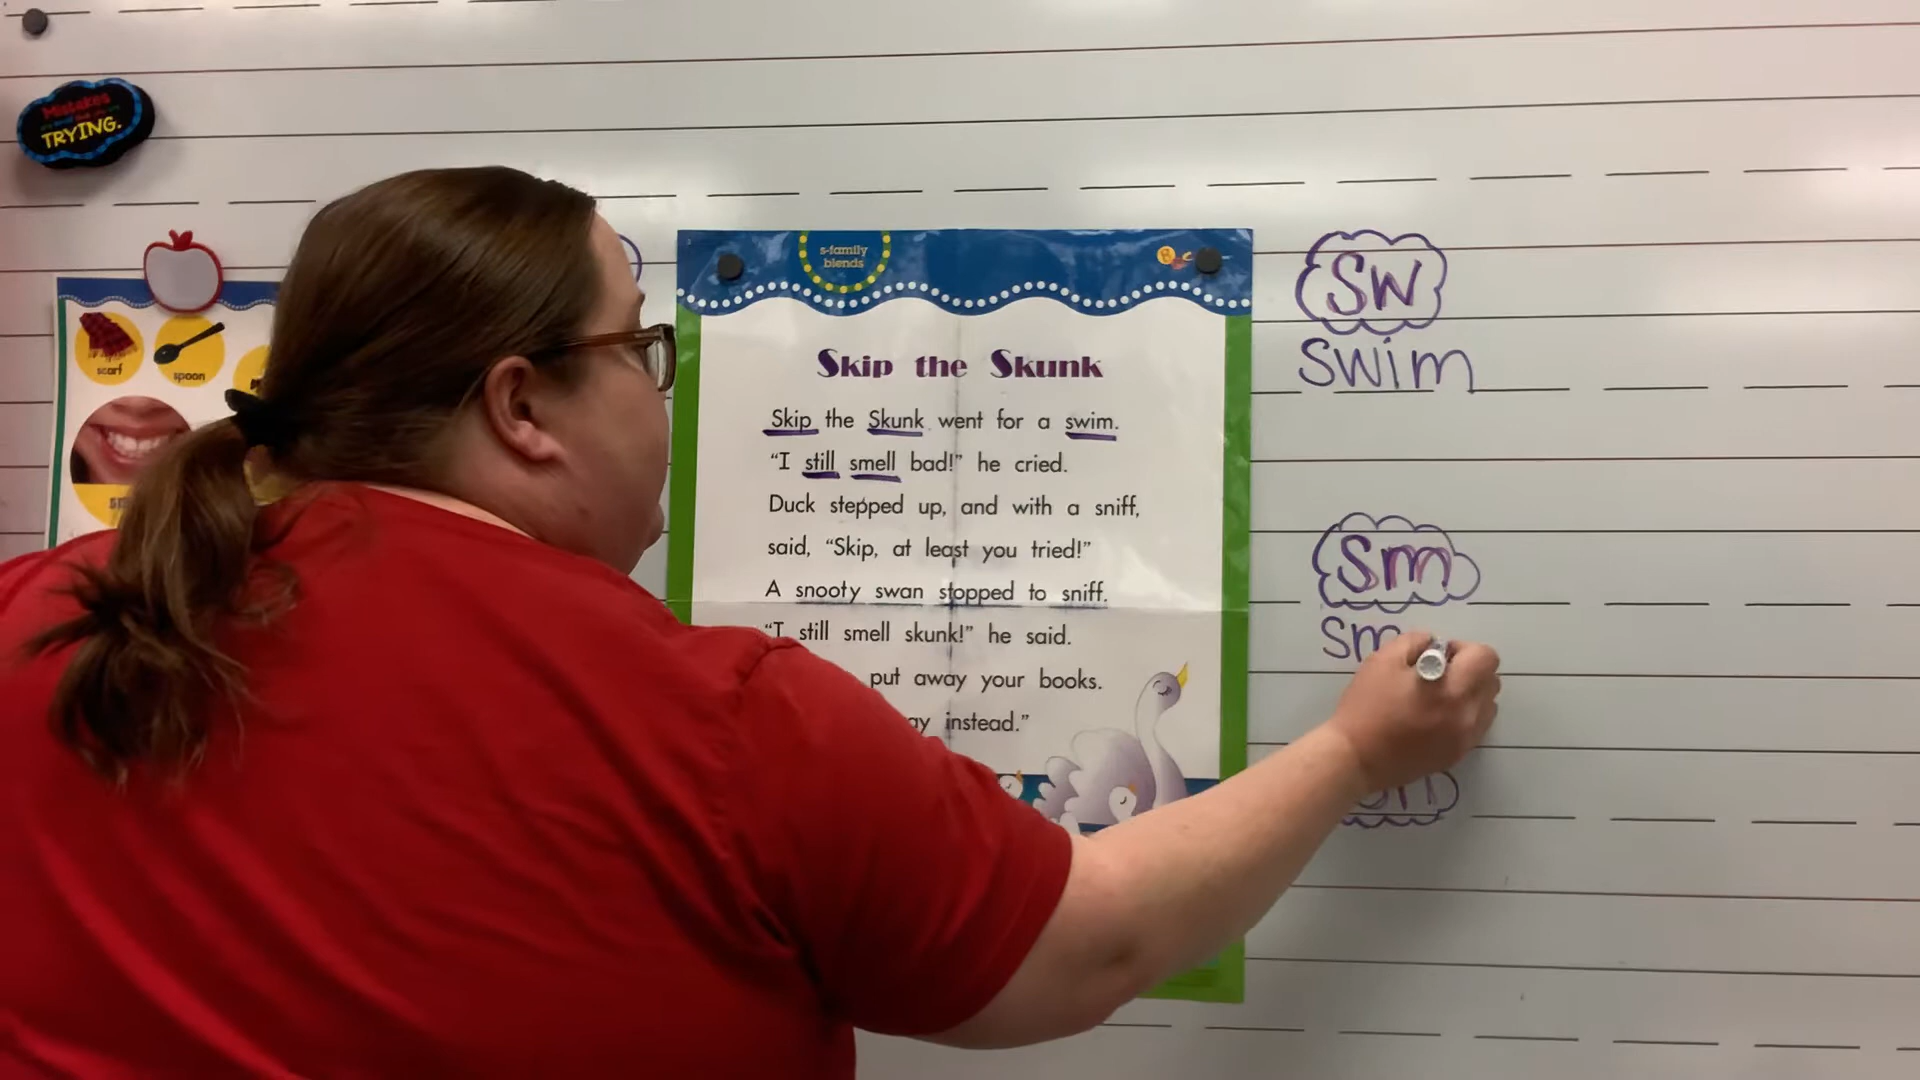 Mistakes
TRYING.
scarf
spoon
s-family
blends
Skip the Skunk
Skip the Skunk went for a swim.
"I still smell bad!" he cried.
Duck stepped up, and with a sniff,
said, "Skip, at least you tried!"
A snooty swan stopped to sniff.
"I still smell skunk!" he said.
put away your books.
instead."
sw
swim
sm
sm